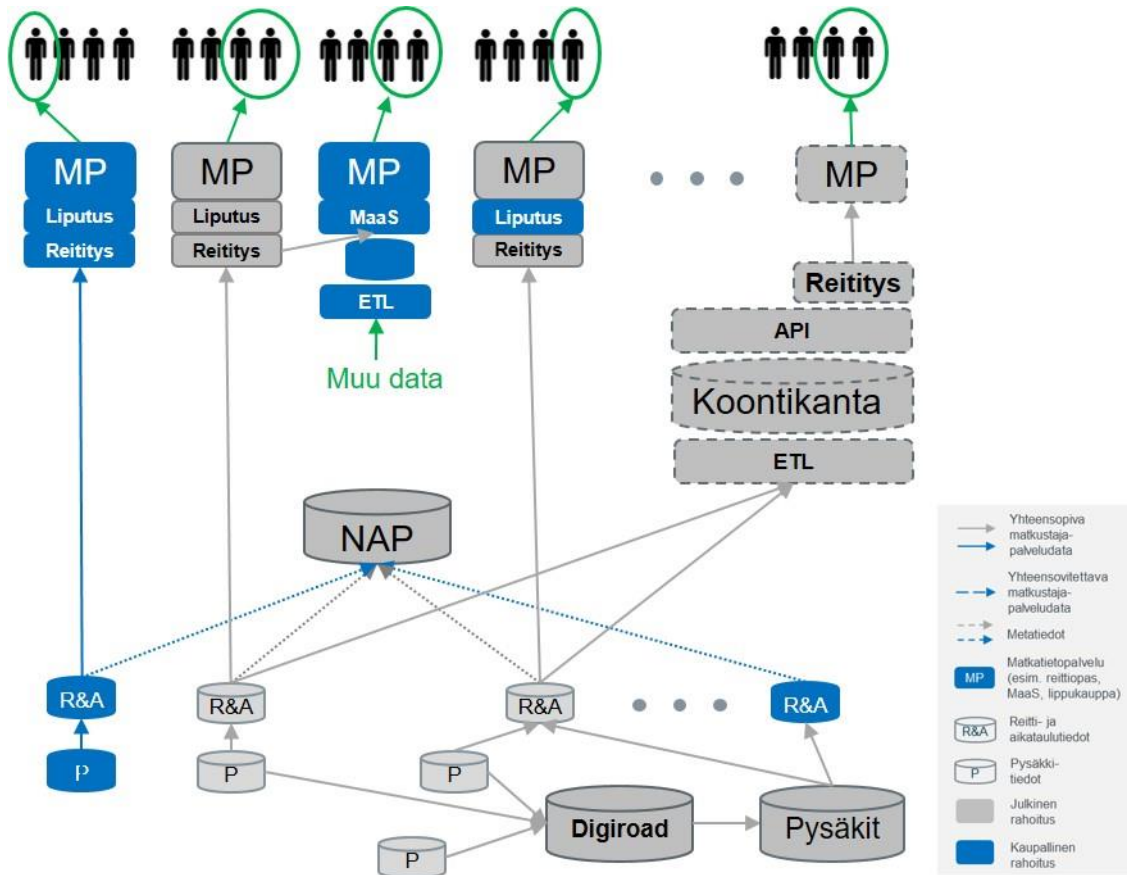 MP
MP
MP
MP
MP
Liputus
Liputus
MaaS
Liputus
Reititys
Reititys
Reititys
Reititys
ETL
API
Muu data
Koontikanta
ETL
NAP
R&A
R&A
R&A
R&A
P
P
P
P
Digiroad
Pysäkit
Yhteensopiva
matkustaja-
palveludata
Yhteensovitettava
matkustaja-
palveludata
Metatiedot
MP
Matkatietopalvelu
(esim. reittiopas,
MaaS, lippukauppa)
R&A
Reitti- ja
aikataulutiedot
P
Pysäkki-
tiedot
Julkinen
rahoitus
Kaupallinen
rahoitus